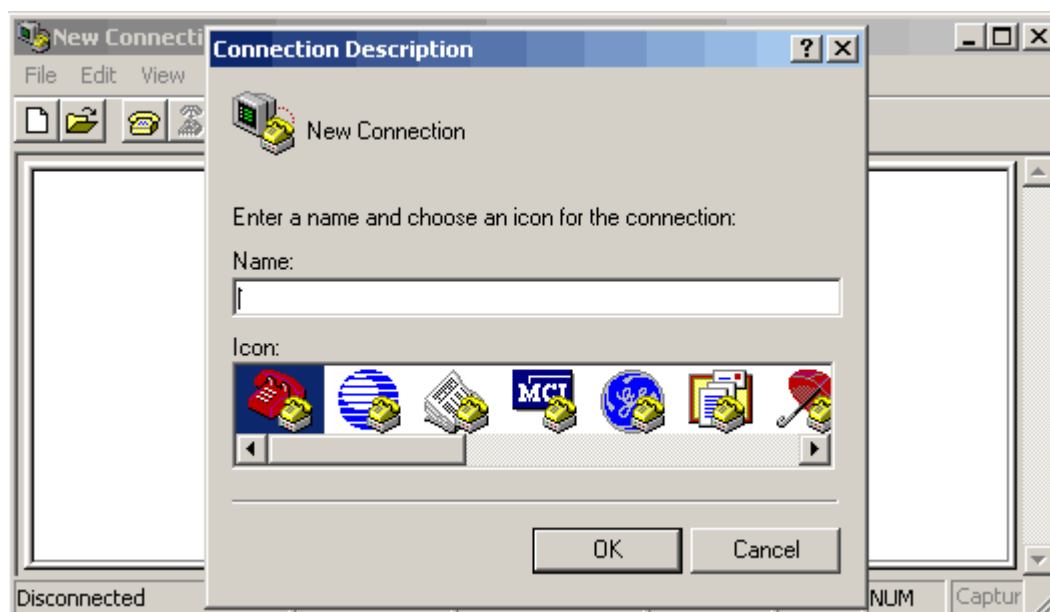 New Connecti
Connection Description
File Edit View
New Connection
Enter a name and choose an icon for the connection:
Name:
Icon:
MCI
OK Cancel
Disconnected NUM Captur